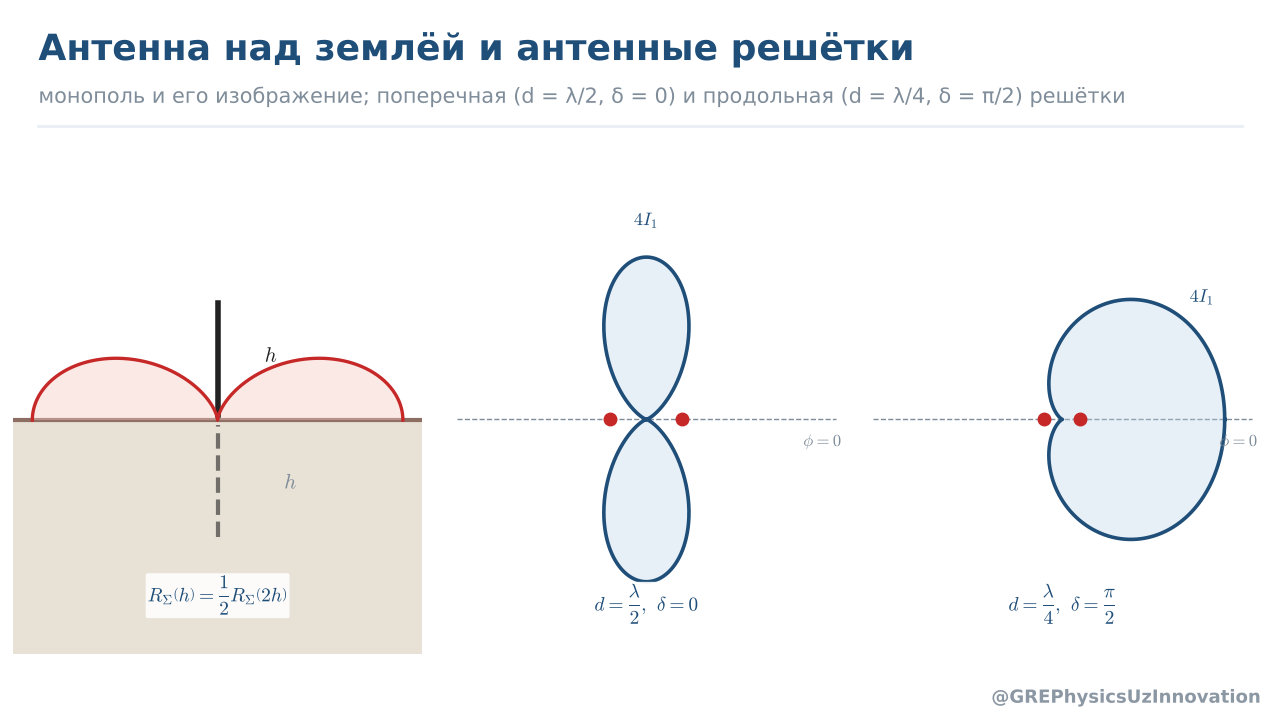 Антенна над землёй и антенные решётки
монополь и его изображение; поперечная (d = λ/2, δ = 0) и продольная (d = λ/4, δ = π/2) решётки
h
h
R_Σ(h) = 1/2 R_Σ(2h)
4I₁
ϕ = 0
d = λ/2, δ = 0
4I₁
ϕ = 0
d = λ/4, δ = π/2
@GREPhysicsUzInnovation